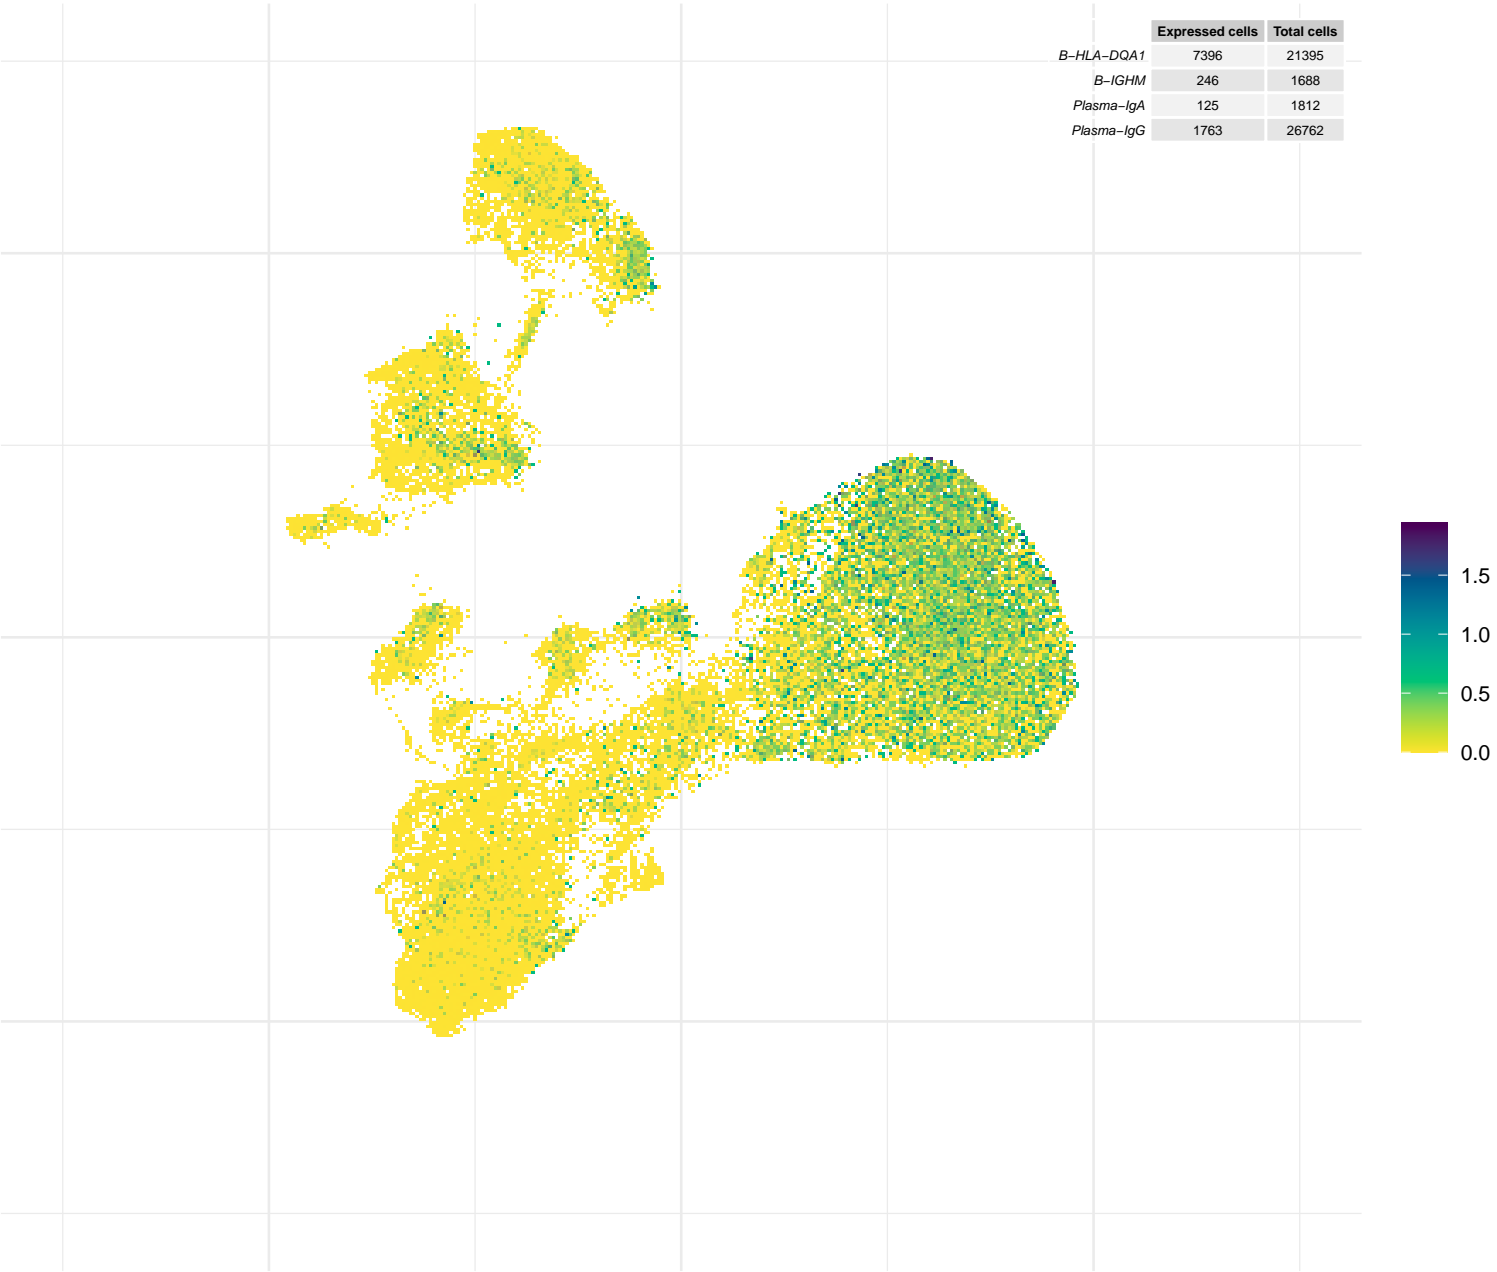 Expressed cells Total cells
B−HLA−DQA1 7396 21395
B−IGHM 246 1688
Plasma−IgA 125 1812
Plasma−IgG 1763 26762
1.5
1.0
0.5
0.0